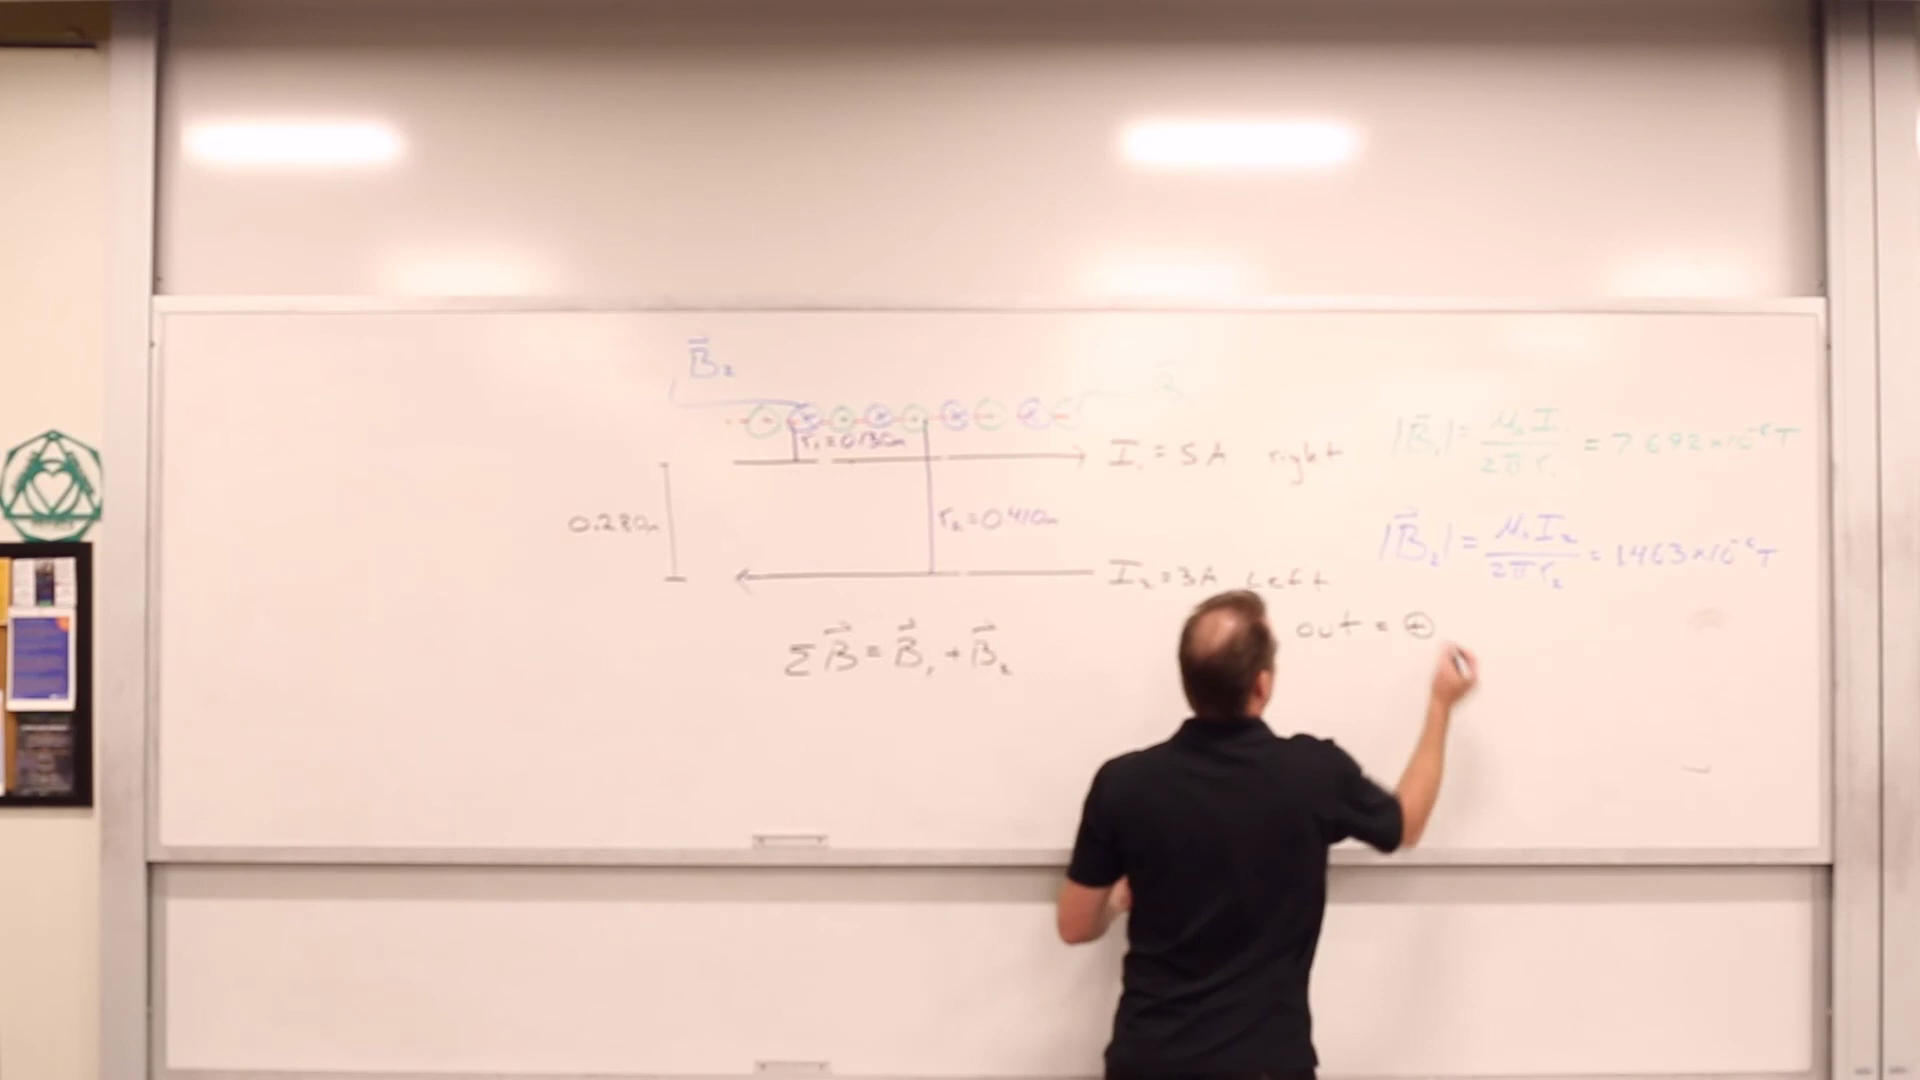 B⃗₂
r₁ = 0.130m
I₁ = 5A right
|B⃗₁| = μ₀I₁ / 2πr₁ = 7.692×10⁻⁶ T
0.280m
r₂ = 0.410m
|B⃗₂| = μ₀I₂ / 2πr₂ = 1.463×10⁻⁶ T
I₂ = 3A Left
ΣB⃗ = B⃗₁ + B⃗₂
out = ⊕